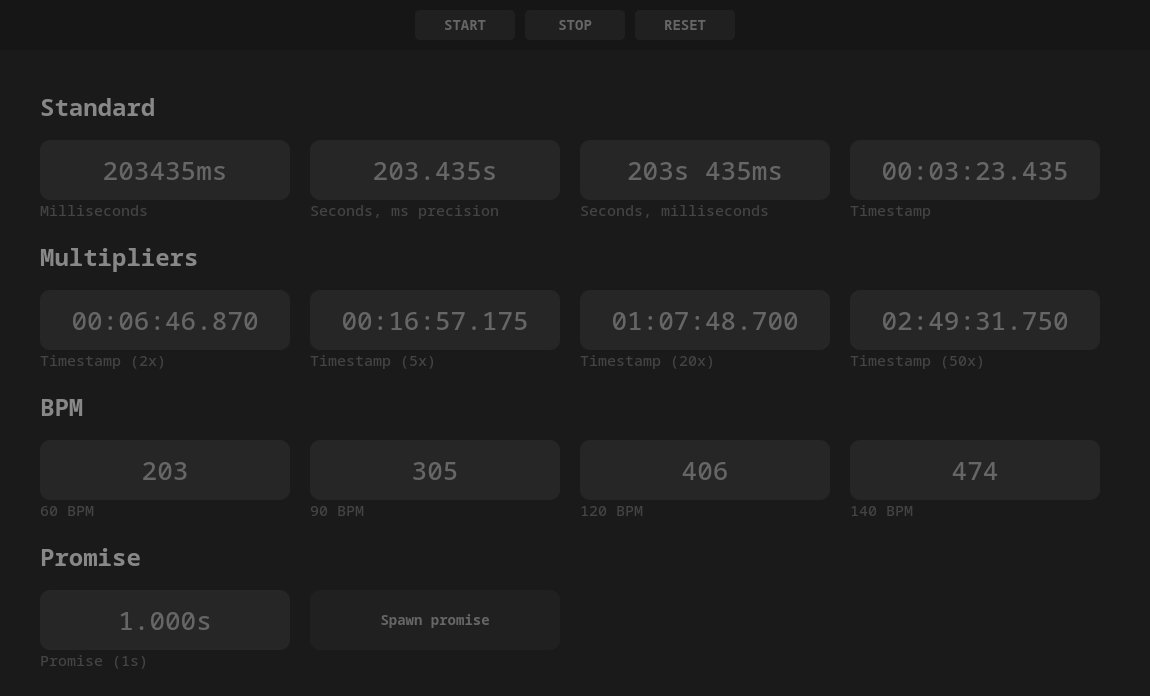 START STOP RESET
Standard
203435ms 203.435s 203s 435ms 00:03:23.435
Milliseconds Seconds, ms precision Seconds, milliseconds Timestamp
Multipliers
00:06:46.870 00:16:57.175 01:07:48.700 02:49:31.750
Timestamp (2x) Timestamp (5x) Timestamp (20x) Timestamp (50x)
BPM
203 305 406 474
60 BPM 90 BPM 120 BPM 140 BPM
Promise
1.000s Spawn promise
Promise (1s)